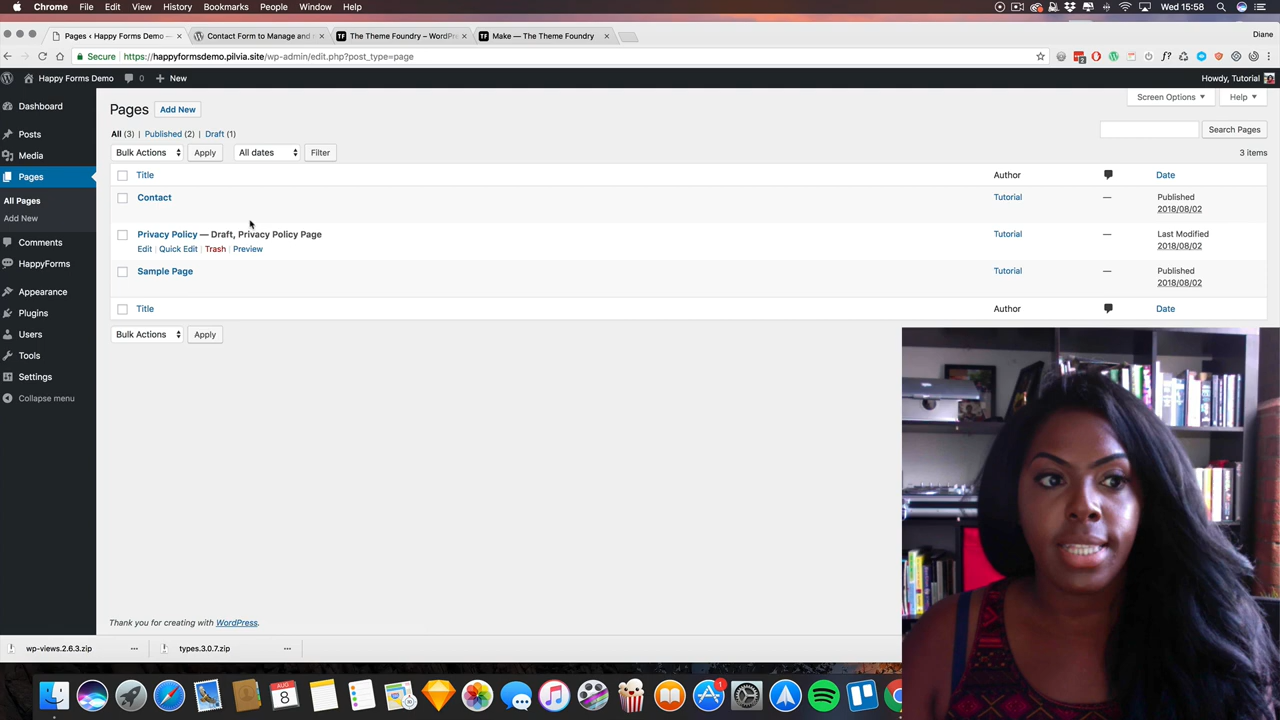 Chrome File Edit View History Bookmarks People Window Help Wed 15:58
Pages ‹ Happy Forms Demo — Contact Form to Manage and The Theme Foundry – WordPre Make — The Theme Foundry Diane
Secure https://happyformsdemo.pilvia.site/wp-admin/edit.php?post_type=page
Happy Forms Demo 0 New Howdy, Tutorial
Dashboard
Posts
Media
Pages
All Pages
Add New
Comments
HappyForms
Appearance
Plugins
Users
Tools
Settings
Collapse menu
Screen Options Help
Pages Add New
All (3) | Published (2) | Draft (1)
Search Pages
Bulk Actions Apply All dates Filter 3 items
Title Author Date
Contact Tutorial — Published
2018/08/02
Privacy Policy — Draft, Privacy Policy Page Tutorial — Last Modified
Edit | Quick Edit | Trash | Preview 2018/08/02
Sample Page Tutorial — Published
2018/08/02
Title Author Date
Bulk Actions Apply
Thank you for creating with WordPress.
wp-views.2.6.3.zip types.3.0.7.zip
AUG
8
1